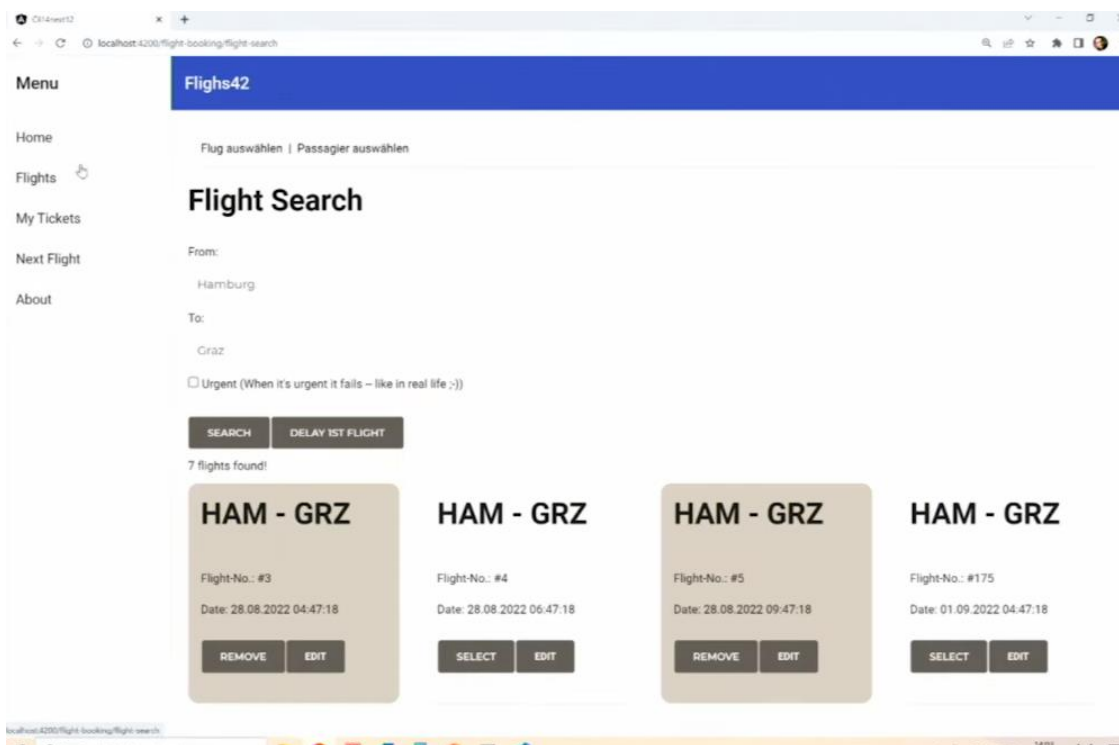 localhost:4200/flight-booking/flight-search
Menu
Flighs42
Home
Flights
My Tickets
Next Flight
About
Flug auswählen | Passagier auswählen
Flight Search
From:
Hamburg
To:
Graz
Urgent (When it's urgent it fails – like in real life ;-))
SEARCH DELAY 1ST FLIGHT
7 flights found!
HAM - GRZ
Flight-No.: #3
Date: 28.08.2022 04:47:18
REMOVE EDIT
HAM - GRZ
Flight-No.: #4
Date: 28.08.2022 06:47:18
SELECT EDIT
HAM - GRZ
Flight-No.: #5
Date: 28.08.2022 09:47:18
REMOVE EDIT
HAM - GRZ
Flight-No.: #175
Date: 01.09.2022 04:47:18
SELECT EDIT
localhost:4200/flight-booking/flight-search